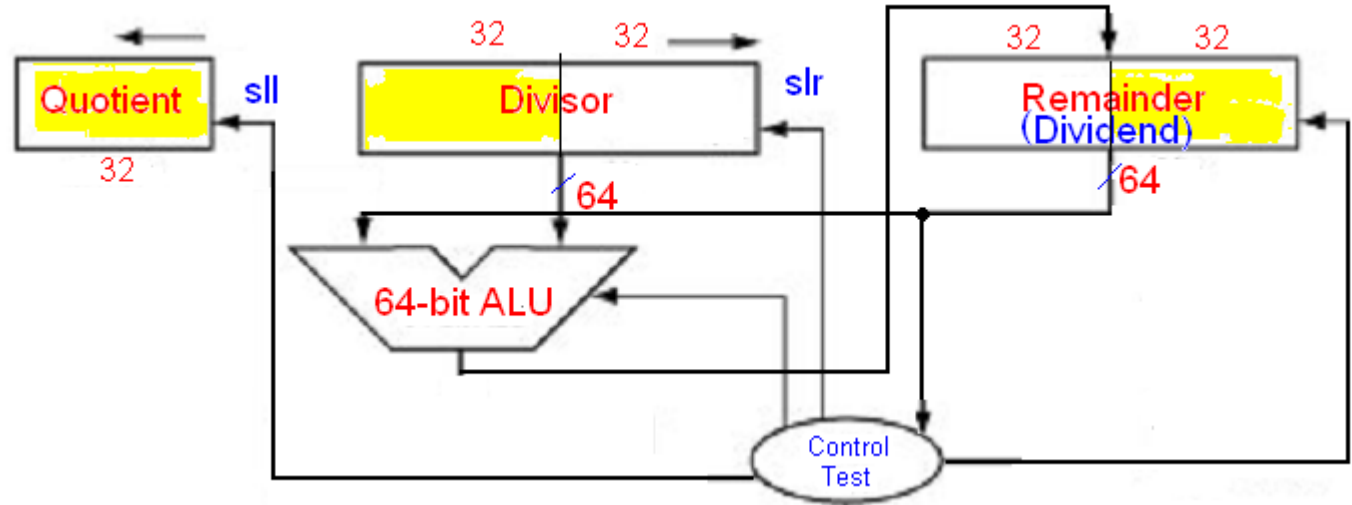 32 32
32 32
Quotient
sll
Divisor
slr
Remainder
(Dividend)
32
64
64
64-bit ALU
Control
Test